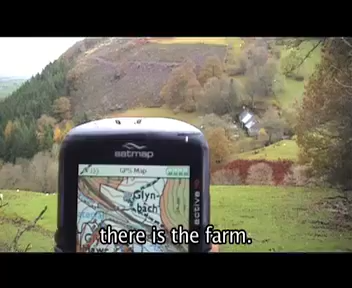 satmap
GPS Map
Glyn-
bach
active
there is the farm.